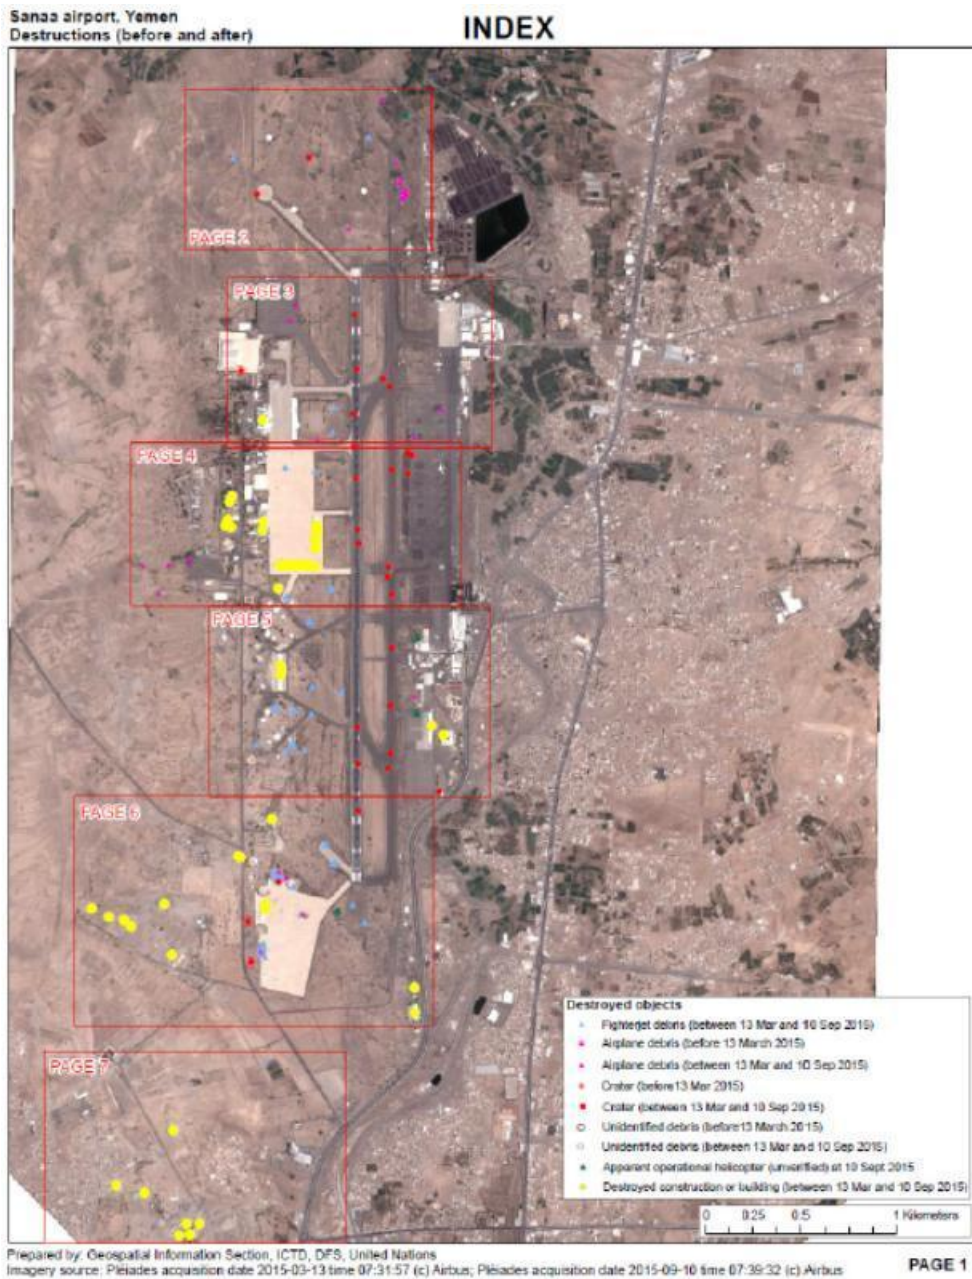 Sanaa airport, Yemen
Destructions (before and after)
INDEX
PAGE 2
PAGE 3
PAGE 4
PAGE 5
PAGE 6
PAGE 7
Destroyed objects
Fighterjet debris (between 13 Mar and 10 Sep 2015)
Airplane debris (before 13 March 2015)
Airplane debris (between 13 Mar and 10 Sep 2015)
Crater (before 13 Mar 2015)
Crater (between 13 Mar and 10 Sep 2015)
Unidentified debris (before 13 March 2015)
Unidentified debris (between 13 Mar and 10 Sep 2015)
Apparent operational helicopter (unverified) at 10 Sept 2015
Destroyed construction or building (between 13 Mar and 10 Sep 2015)
0 0.25 0.5 1 Kilometers
Prepared by: Geospatial Information Section, ICTD, DFS, United Nations
Imagery source: Pléiades acquisition date 2015-03-13 time 07:31:57 (c) Airbus; Pléiades acquisition date 2015-09-10 time 07:39:32 (c) Airbus
PAGE 1